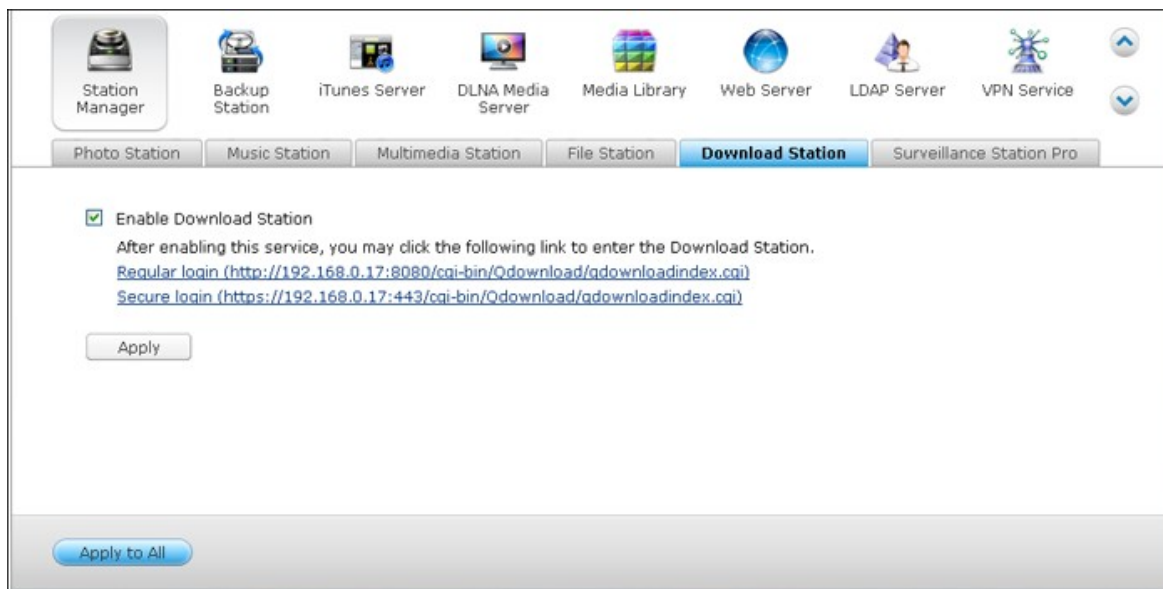 Station Manager
Backup Station
iTunes Server
DLNA Media Server
Media Library
Web Server
LDAP Server
VPN Service
Photo Station
Music Station
Multimedia Station
File Station
Download Station
Surveillance Station Pro
Enable Download Station
After enabling this service, you may click the following link to enter the Download Station.
Regular login (http://192.168.0.17:8080/cgi-bin/Qdownload/qdownloadindex.cgi)
Secure login (https://192.168.0.17:443/cgi-bin/Qdownload/qdownloadindex.cgi)
Apply
Apply to All